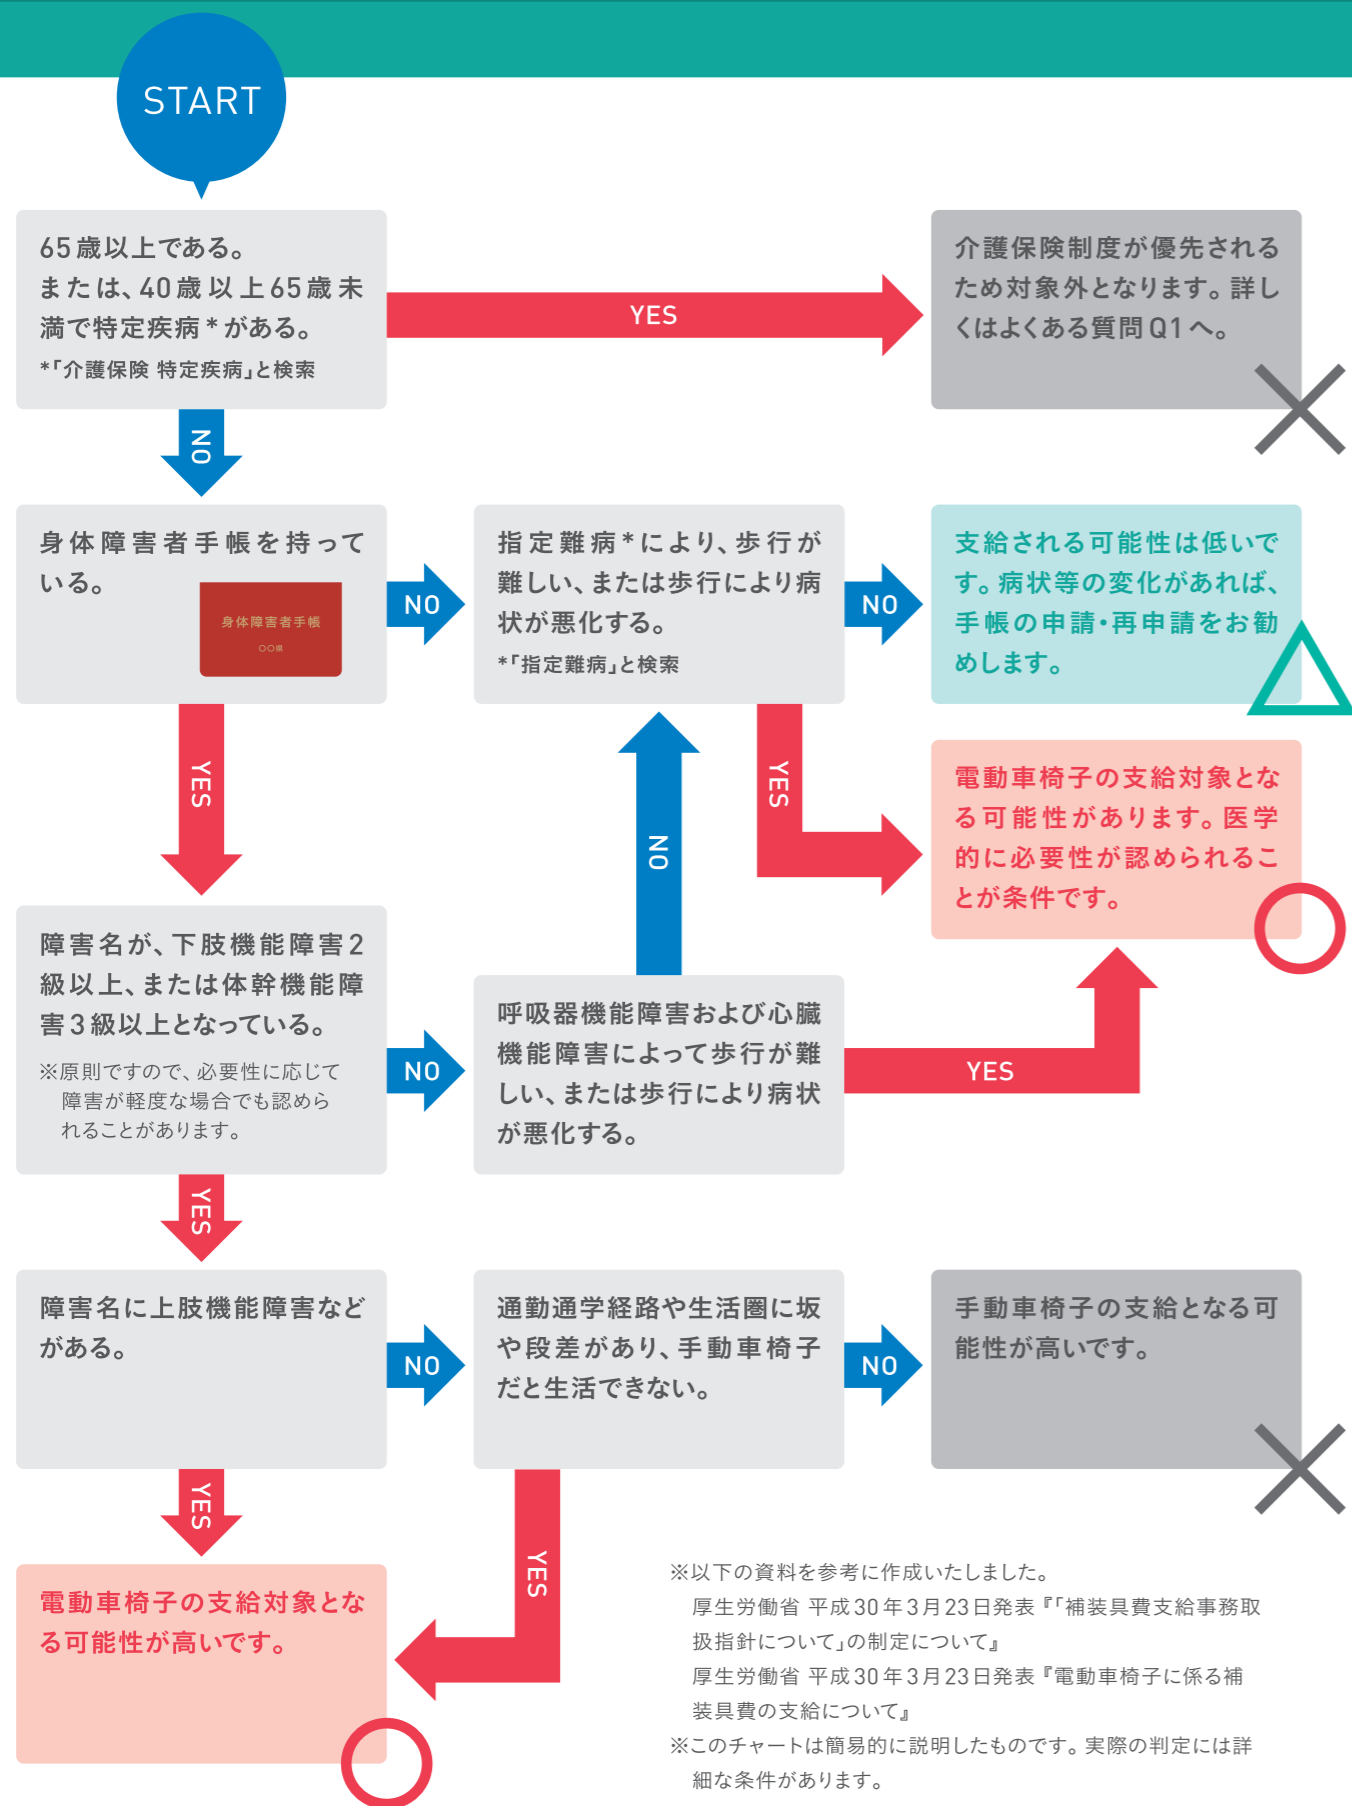 START
65歳以上である。
または、40歳以上65歳未
満で特定疾病*がある。
*「介護保険 特定疾病」と検索
YES
介護保険制度が優先される
ため対象外となります。詳し
くはよくある質問Q1へ。
NO
身体障害者手帳を持って
いる。
身体障害者手帳
○○県
NO
指定難病*により、歩行が
難しい、または歩行により病
状が悪化する。
*「指定難病」と検索
NO
支給される可能性は低いで
す。病状等の変化があれば、
手帳の申請・再申請をお勧
めします。
YES
NO
YES
電動車椅子の支給対象とな
る可能性があります。医学
的に必要性が認められるこ
とが条件です。
障害名が、下肢機能障害2
級以上、または体幹機能障
害3級以上となっている。
※原則ですので、必要性に応じて
障害が軽度な場合でも認めら
れることがあります。
NO
呼吸器機能障害および心臓
機能障害によって歩行が難
しい、または歩行により病状
が悪化する。
YES
YES
障害名に上肢機能障害など
がある。
NO
通勤通学経路や生活圏に坂
や段差があり、手動車椅子
だと生活できない。
NO
手動車椅子の支給となる可
能性が高いです。
YES
YES
電動車椅子の支給対象とな
る可能性が高いです。
※以下の資料を参考に作成いたしました。
厚生労働省 平成30年3月23日発表『「補装具費支給事務取
扱指針について」の制定について』
厚生労働省 平成30年3月23日発表『電動車椅子に係る補
装具費の支給について』
※このチャートは簡易的に説明したものです。実際の判定には詳
細な条件があります。